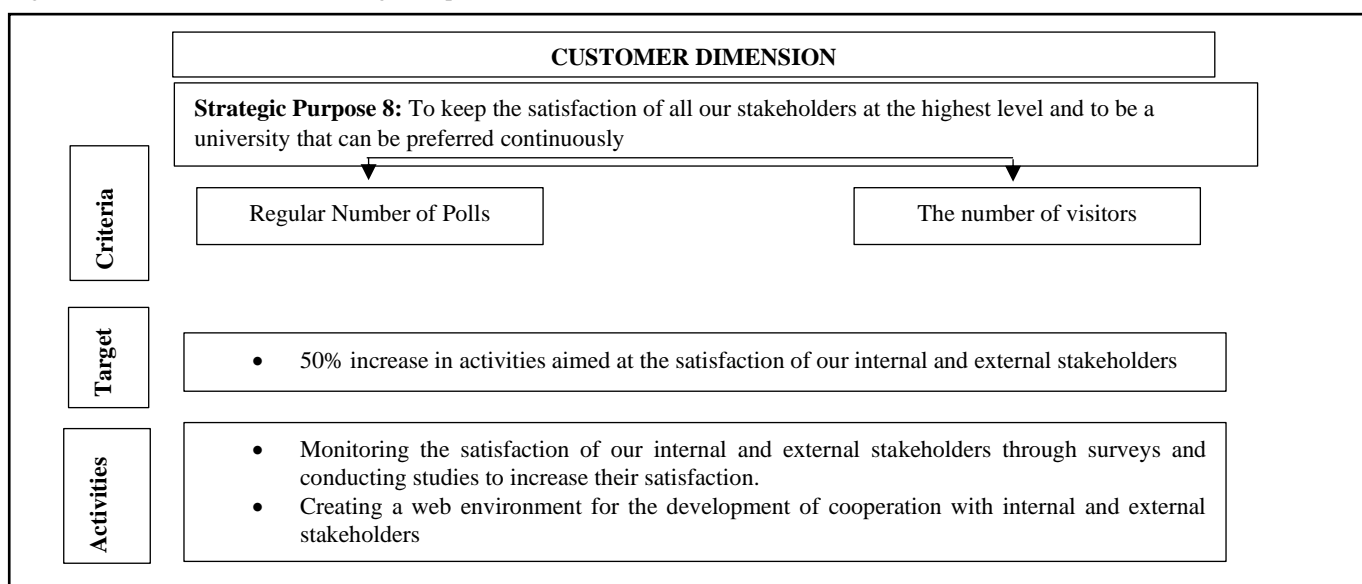 CUSTOMER DIMENSION
Strategic Purpose 8: To keep the satisfaction of all our stakeholders at the highest level and to be a
university that can be preferred continuously
Criteria
Regular Number of Polls
The number of visitors
Target
• 50% increase in activities aimed at the satisfaction of our internal and external stakeholders
Activities
• Monitoring the satisfaction of our internal and external stakeholders through surveys and
conducting studies to increase their satisfaction.
• Creating a web environment for the development of cooperation with internal and external
stakeholders